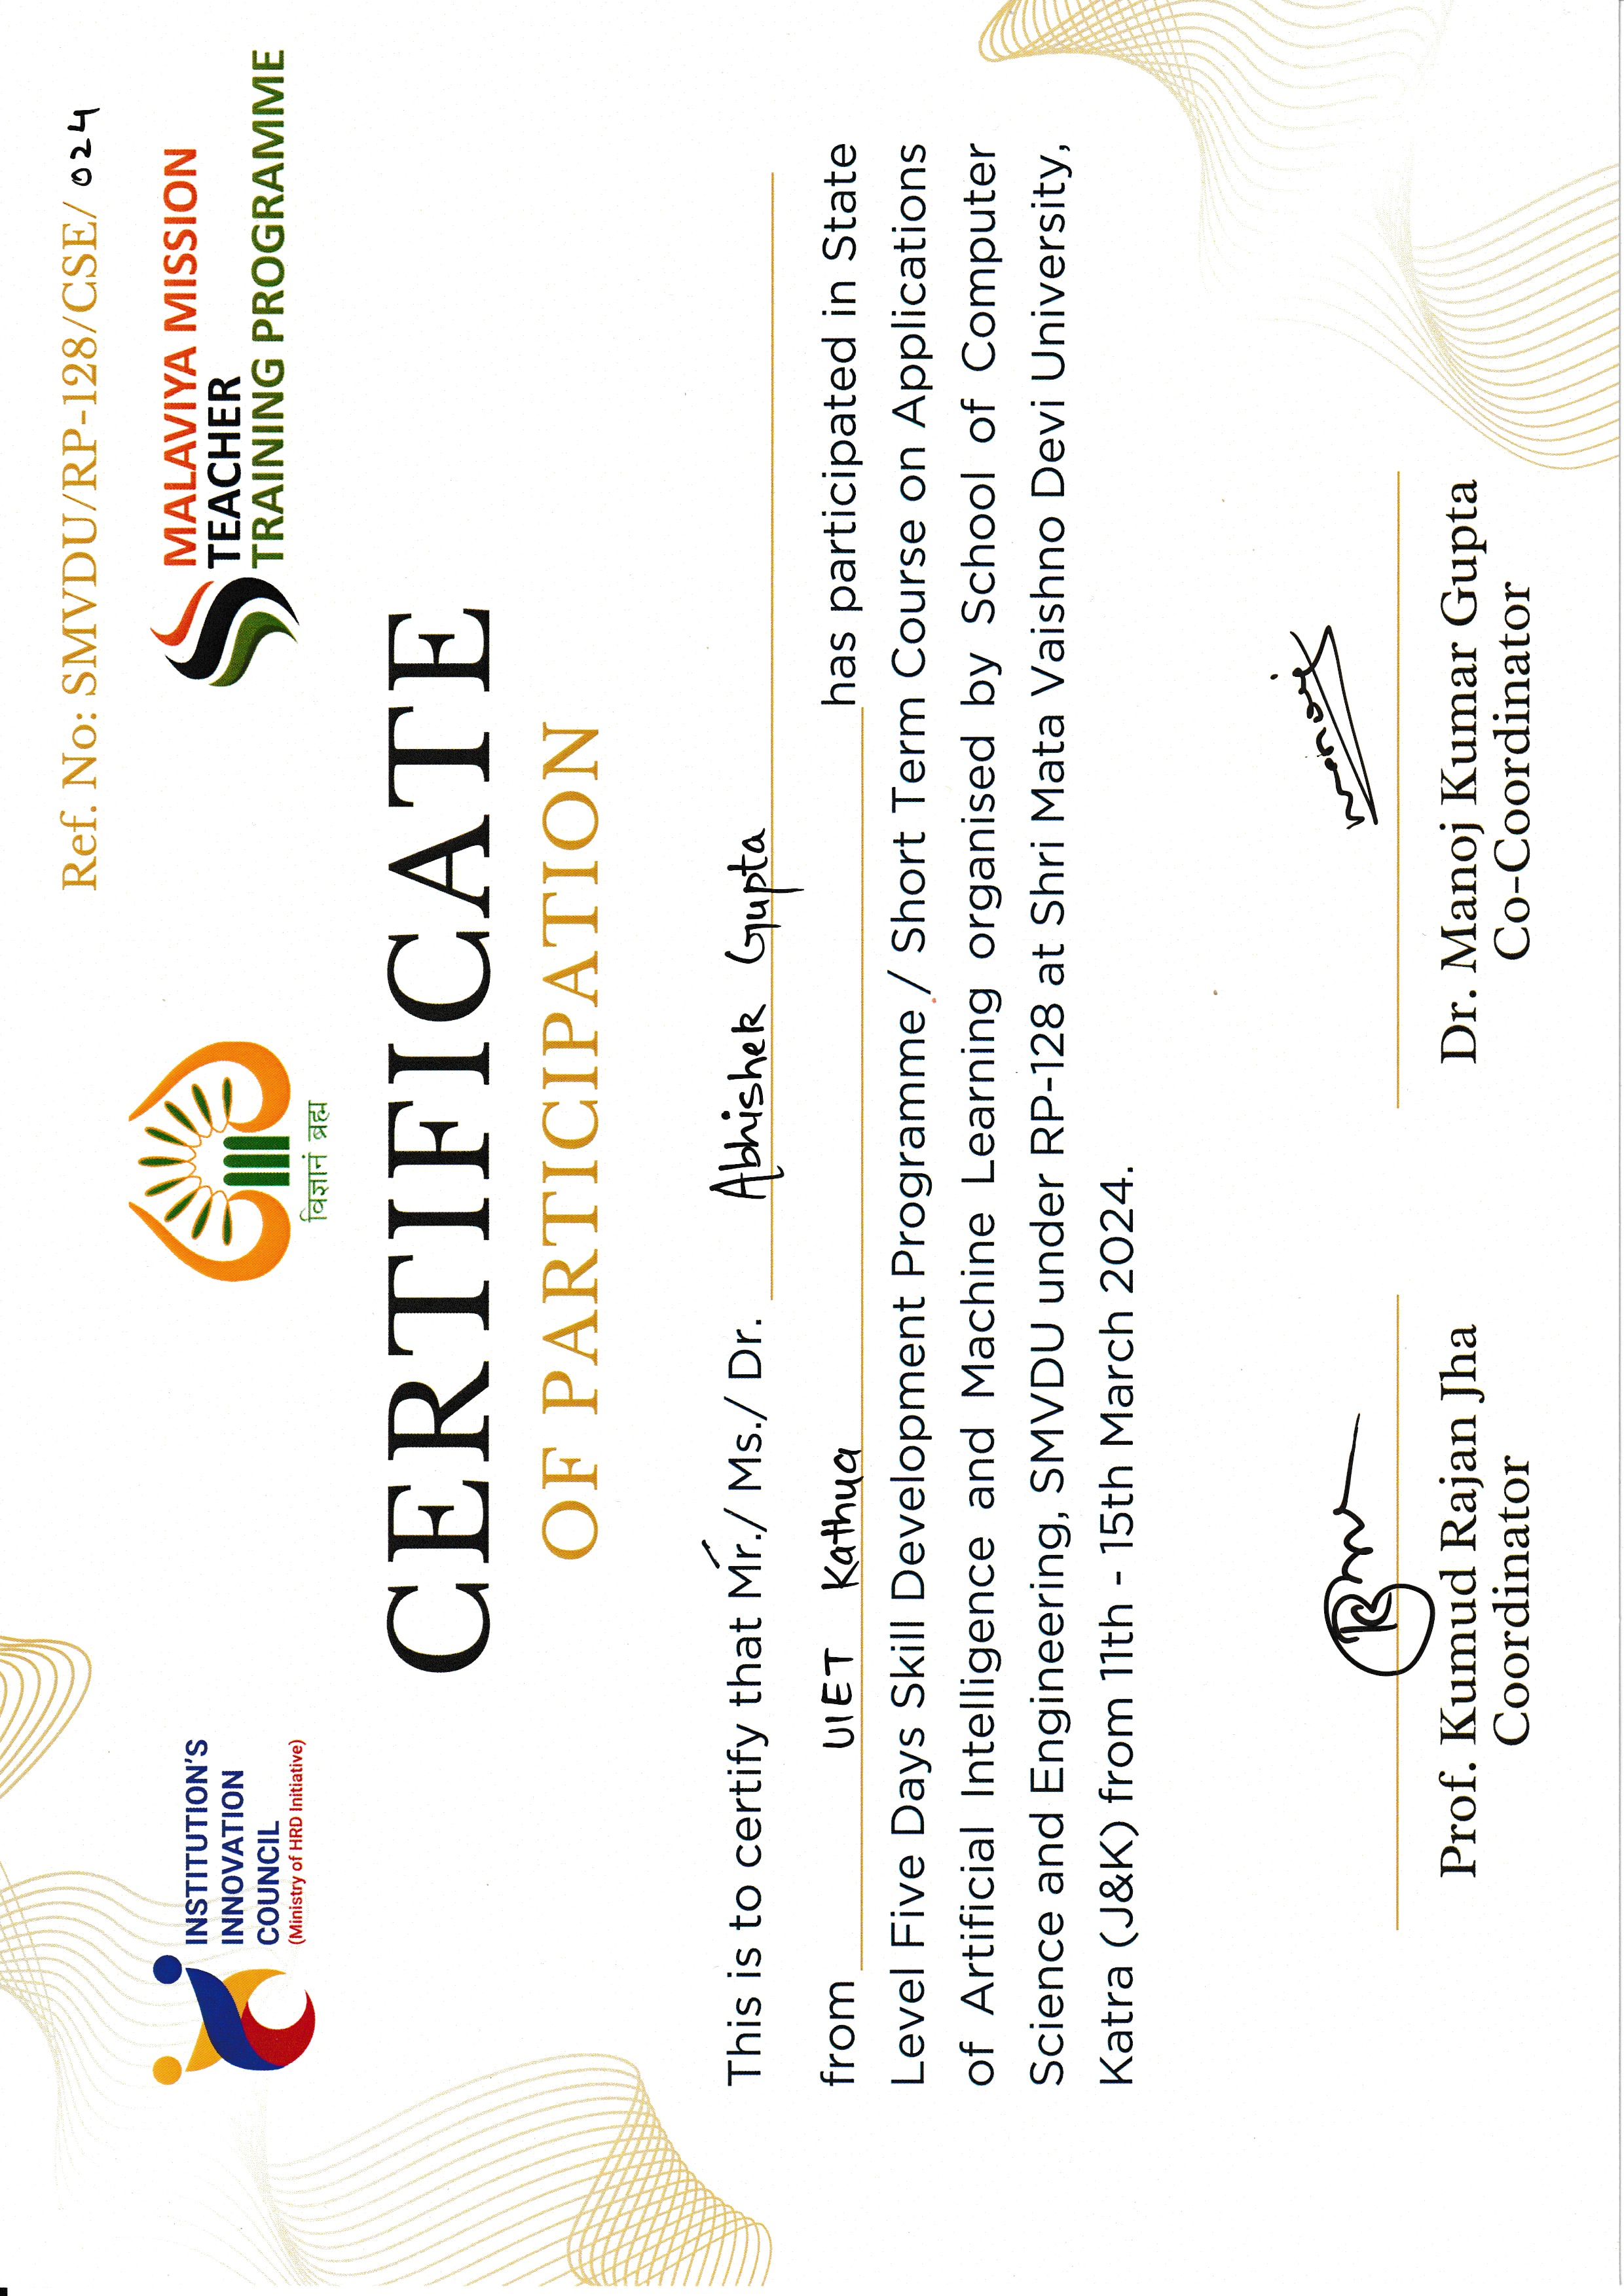 Ref. No: SMVDU/RP-128/CSE/ 024
INSTITUTION'S
INNOVATION
COUNCIL
(Ministry of HRD Initiative)
विज्ञानं ब्रह्म
MALAVIYA MISSION
TEACHER
TRAINING PROGRAMME
CERTIFICATE
OF PARTICIPATION
This is to certify that Mr./ Ms./ Dr. Abhishek Gupta
from UIET Kathua has participated in State
Level Five Days Skill Development Programme / Short Term Course on Applications
of Artificial Intelligence and Machine Learning organised by School of Computer
Science and Engineering, SMVDU under RP-128 at Shri Mata Vaishno Devi University,
Katra (J&K) from 11th - 15th March 2024.
manoj
Prof. Kumud Rajan Jha
Coordinator
Dr. Manoj Kumar Gupta
Co-Coordinator